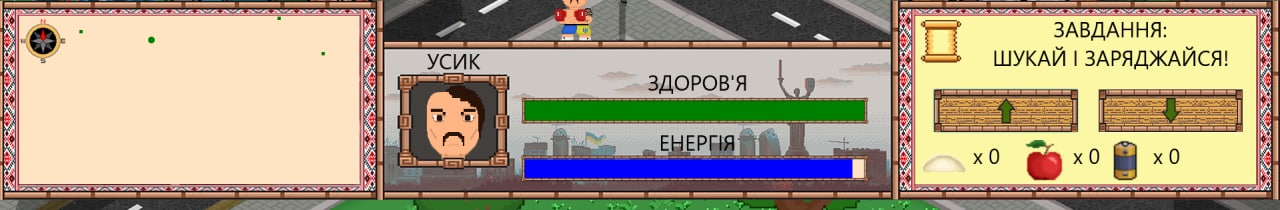 N
S
УСИК
ЗДОРОВ'Я
ЕНЕРГІЯ
ЗАВДАННЯ:
ШУКАЙ І ЗАРЯДЖАЙСЯ!
x 0
x 0
x 0